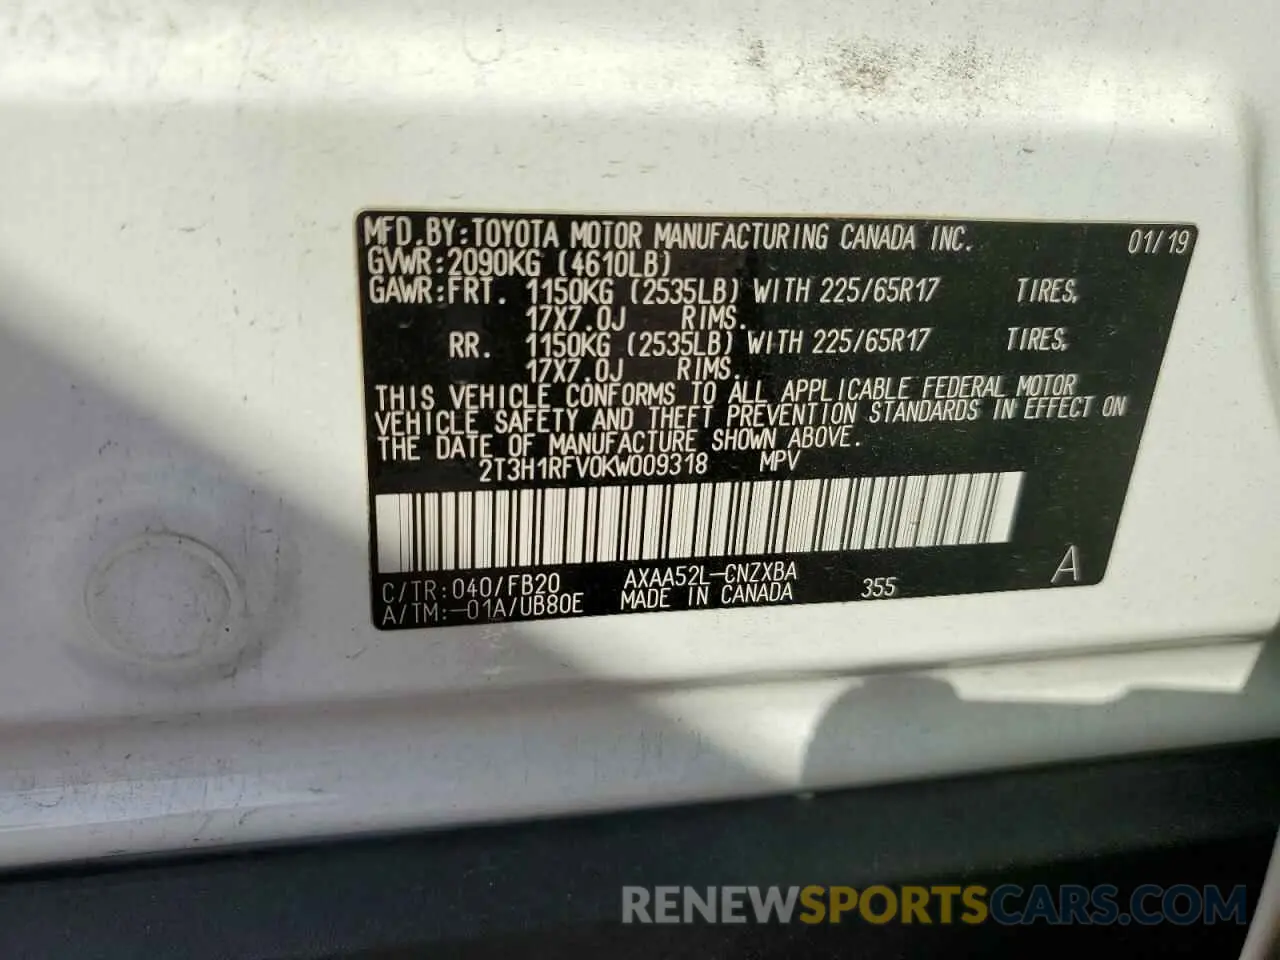 MFD.BY:TOYOTA MOTOR MANUFACTURING CANADA INC. 01/19
GVWR:2090KG (4610LB)
GAWR:FRT. 1150KG (2535LB) WITH 225/65R17 TIRES,
17X7.0J RIMS.
RR. 1150KG (2535LB) WITH 225/65R17 TIRES,
17X7.0J RIMS.
THIS VEHICLE CONFORMS TO ALL APPLICABLE FEDERAL MOTOR
VEHICLE SAFETY AND THEFT PREVENTION STANDARDS IN EFFECT ON
THE DATE OF MANUFACTURE SHOWN ABOVE.
2T3H1RFV0KW009318 MPV
C/TR:040/FB20 AXAA52L-CNZXBA
A/TM:-01A/UB80E MADE IN CANADA 355 A
RENEWSPORTSCARS.COM